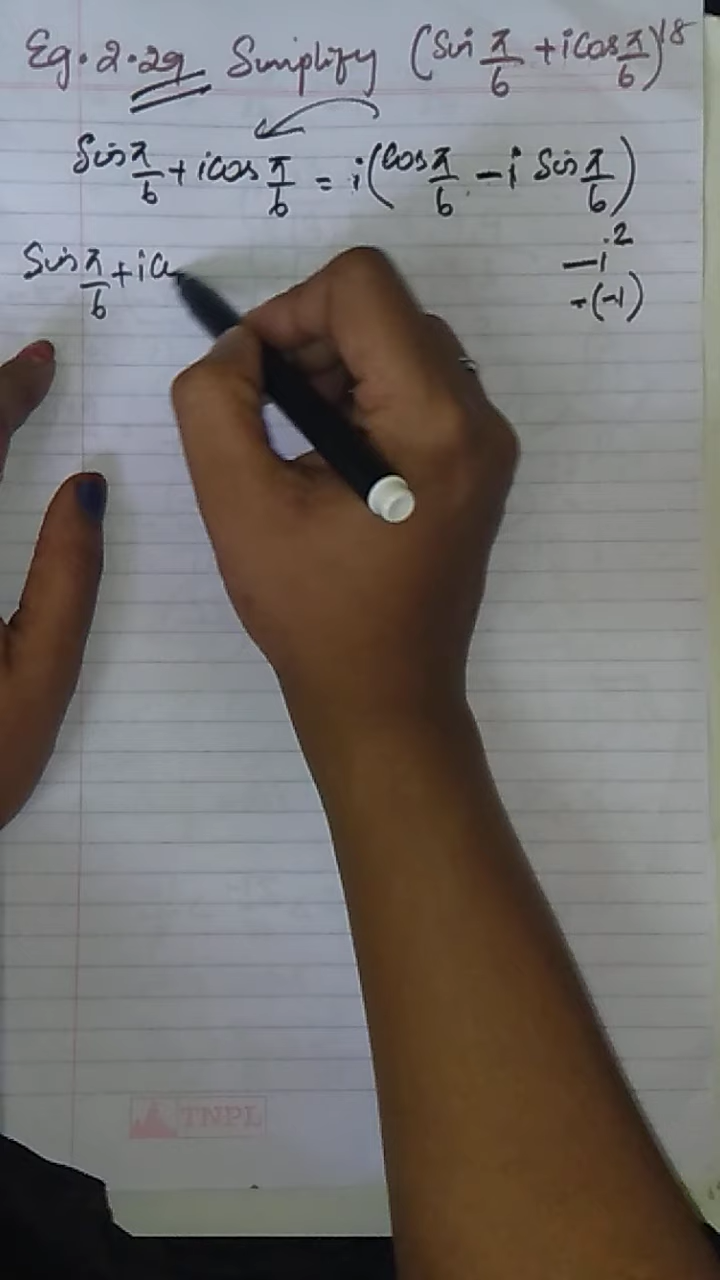 Eg. 2.29 Simplify (Sin π/6 + i cos π/6)^18
Sin π/6 + i cos π/6 = i(cos π/6 - i Sin π/6)
-i^2
-(-1)
Sin π/6 + i c
TNPL